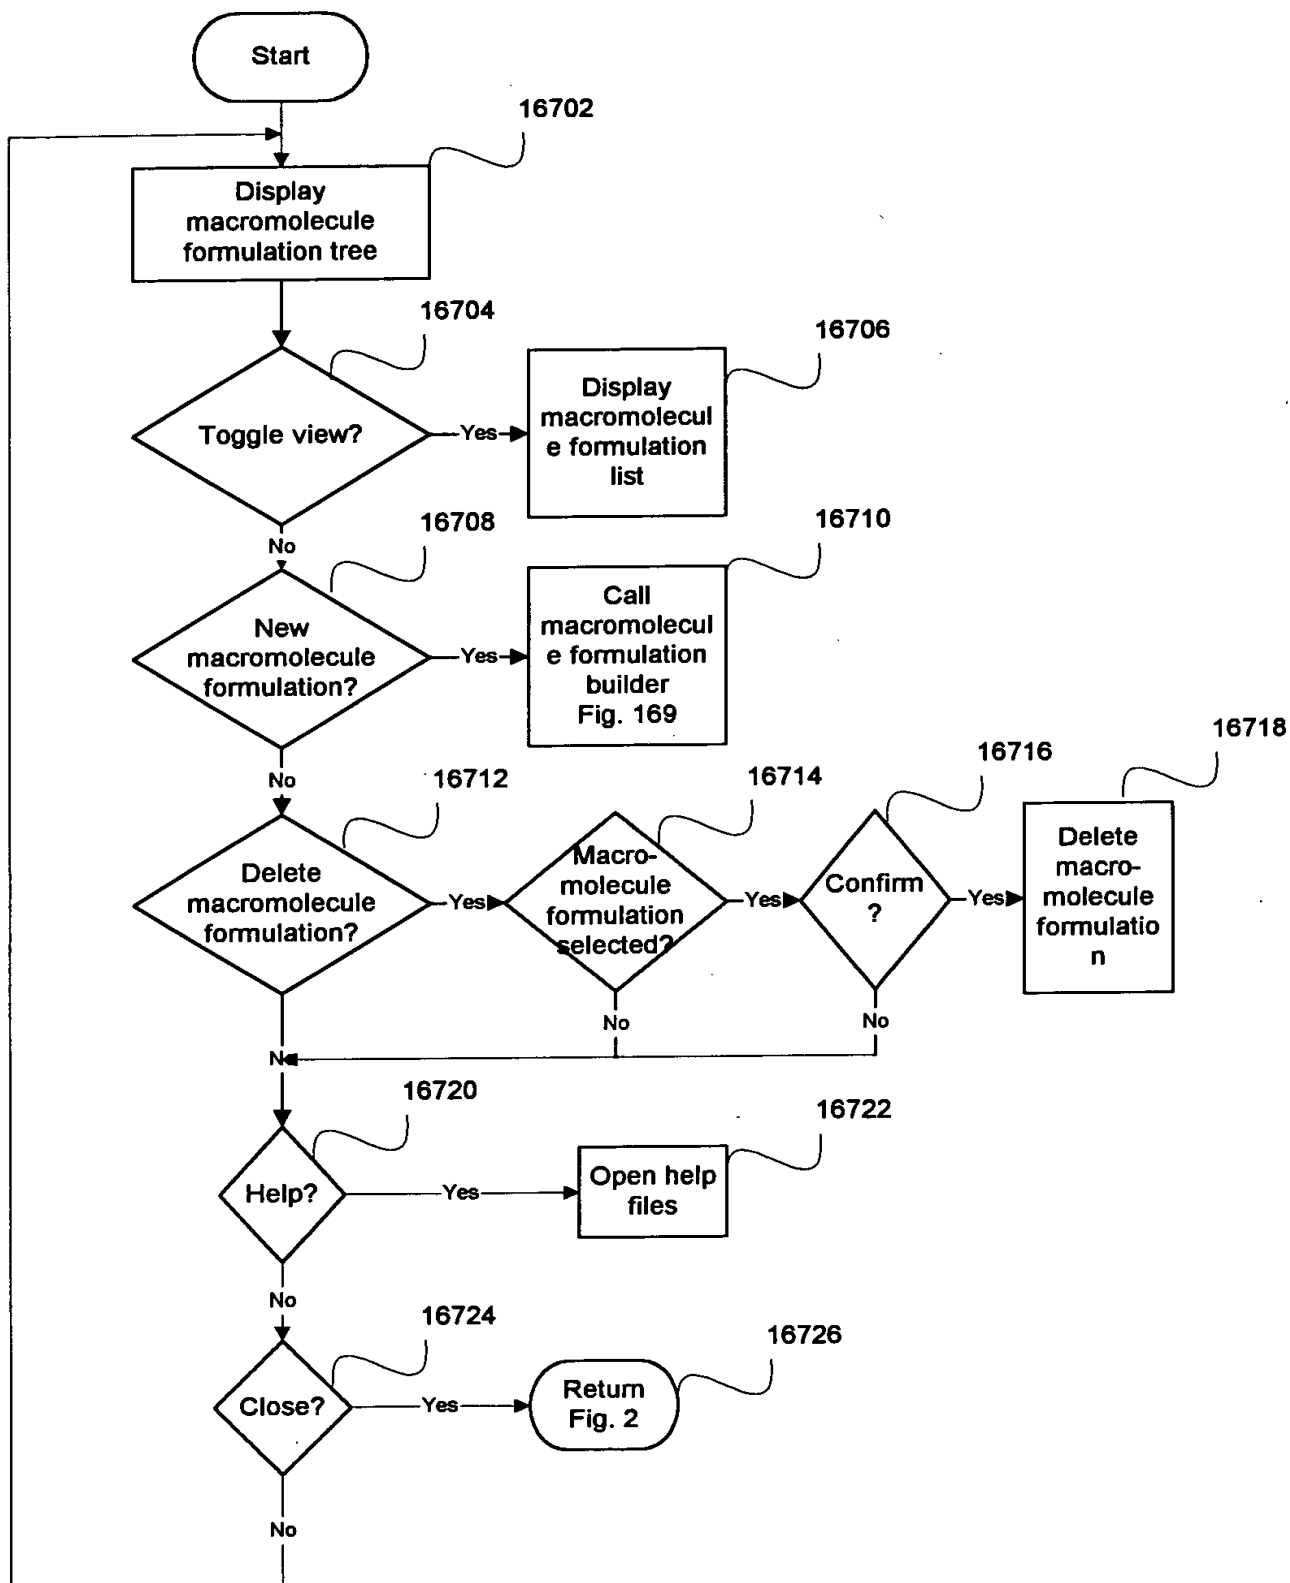 Start
16702
Display
macromolecule
formulation tree
16704
16706
Toggle view?
Yes
Display
macromolecul
e formulation
list
No
16708
16710
New
macromolecule
formulation?
Yes
Call
macromolecul
e formulation
builder
Fig. 169
No
16712
16714
16716
16718
Delete
macromolecule
formulation?
Yes
Macro-
molecule
formulation
selected?
Yes
Confirm
?
Yes
Delete
macro-
molecule
formulatio
n
No
No
N
16720
16722
Help?
Yes
Open help
files
No
16724
16726
Close?
Yes
Return
Fig. 2
No